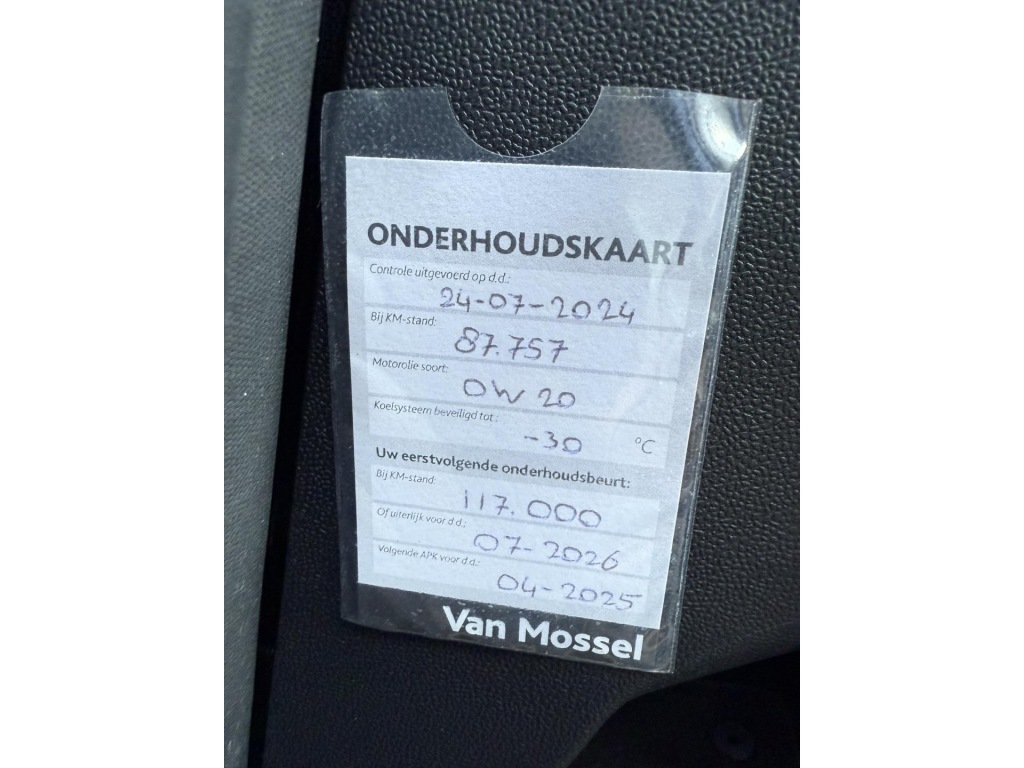 ONDERHOUDSKAART
Controle uitgevoerd op d.d.:
24-07-2024
Bij KM-stand:
87.757
Motorolie soort:
0W20
Koelsysteem beveiligd tot:
-30 °C
Uw eerstvolgende onderhoudsbeurt:
Bij KM-stand:
117.000
Of uiterlijk voor d.d.:
07-2026
Volgende APK voor d.d.:
04-2025
Van Mossel